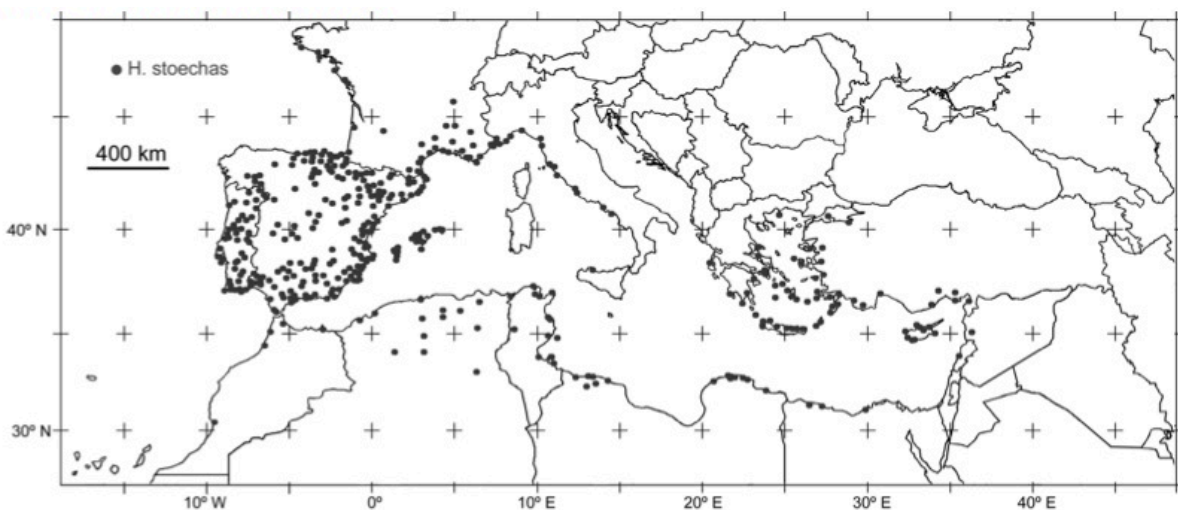 H. stoechas
400 km
40º N
30º N
10º W
0º
10º E
20º E
30º E
40º E